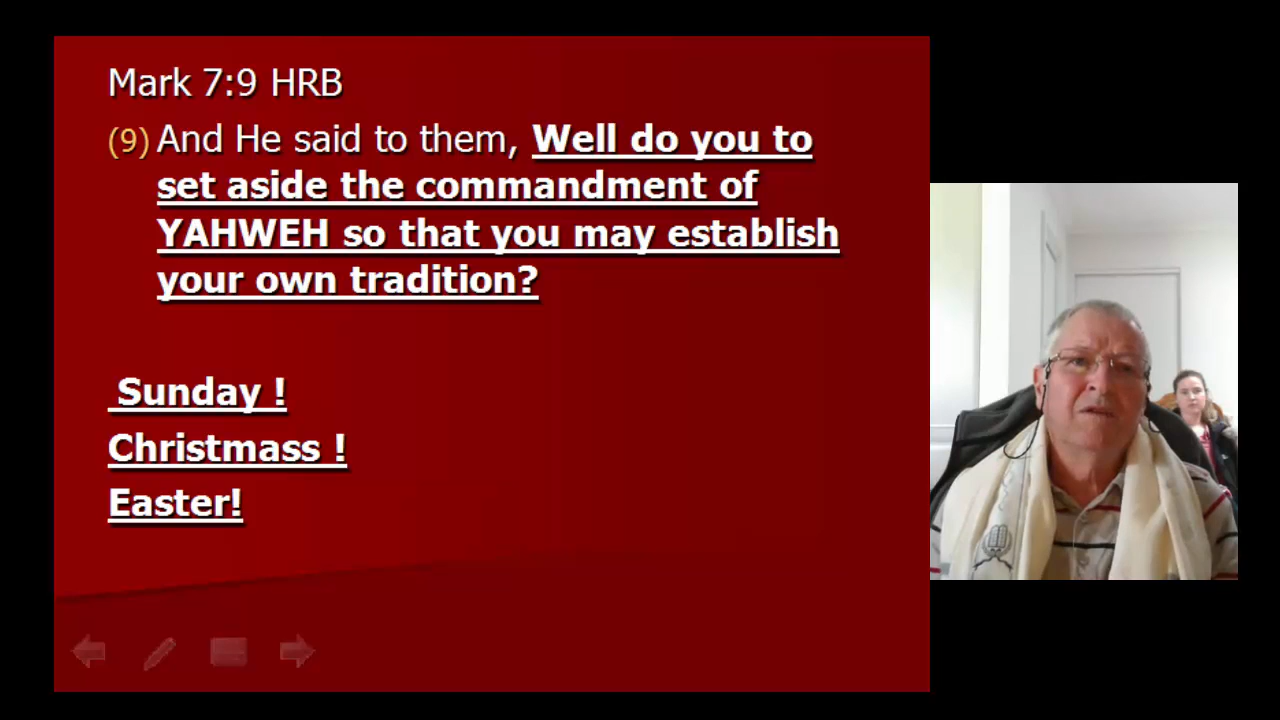 Mark 7:9 HRB
(9) And He said to them, Well do you to
set aside the commandment of
YAHWEH so that you may establish
your own tradition?
Sunday !
Christmass !
Easter!